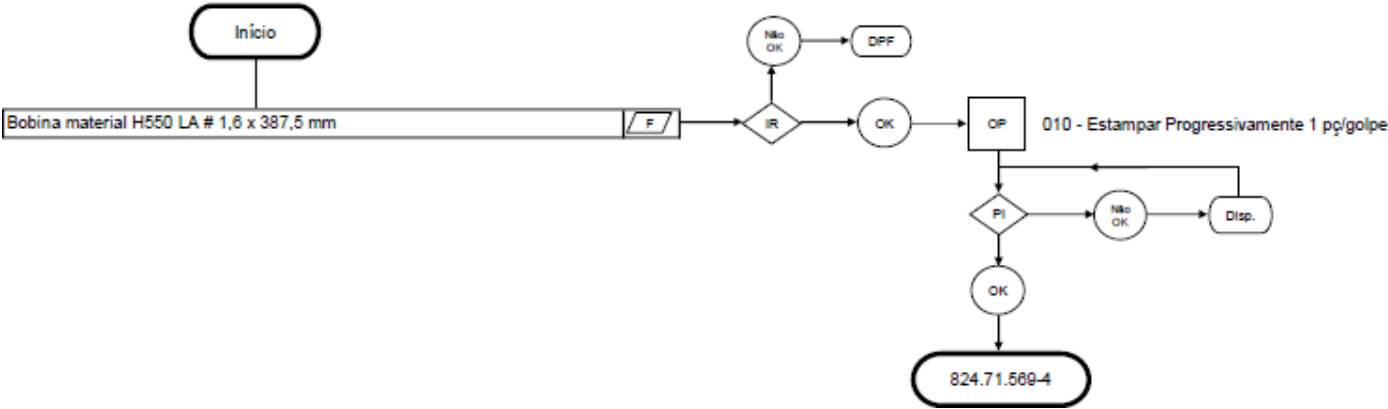 Início
Não
OK
DPF
Bobina material H550 LA # 1,6 x 387,5 mm
F
IR
OK
OP
010 - Estampar Progressivamente 1 pç/golpe
PI
Não
OK
Disp.
OK
824.71.569-4